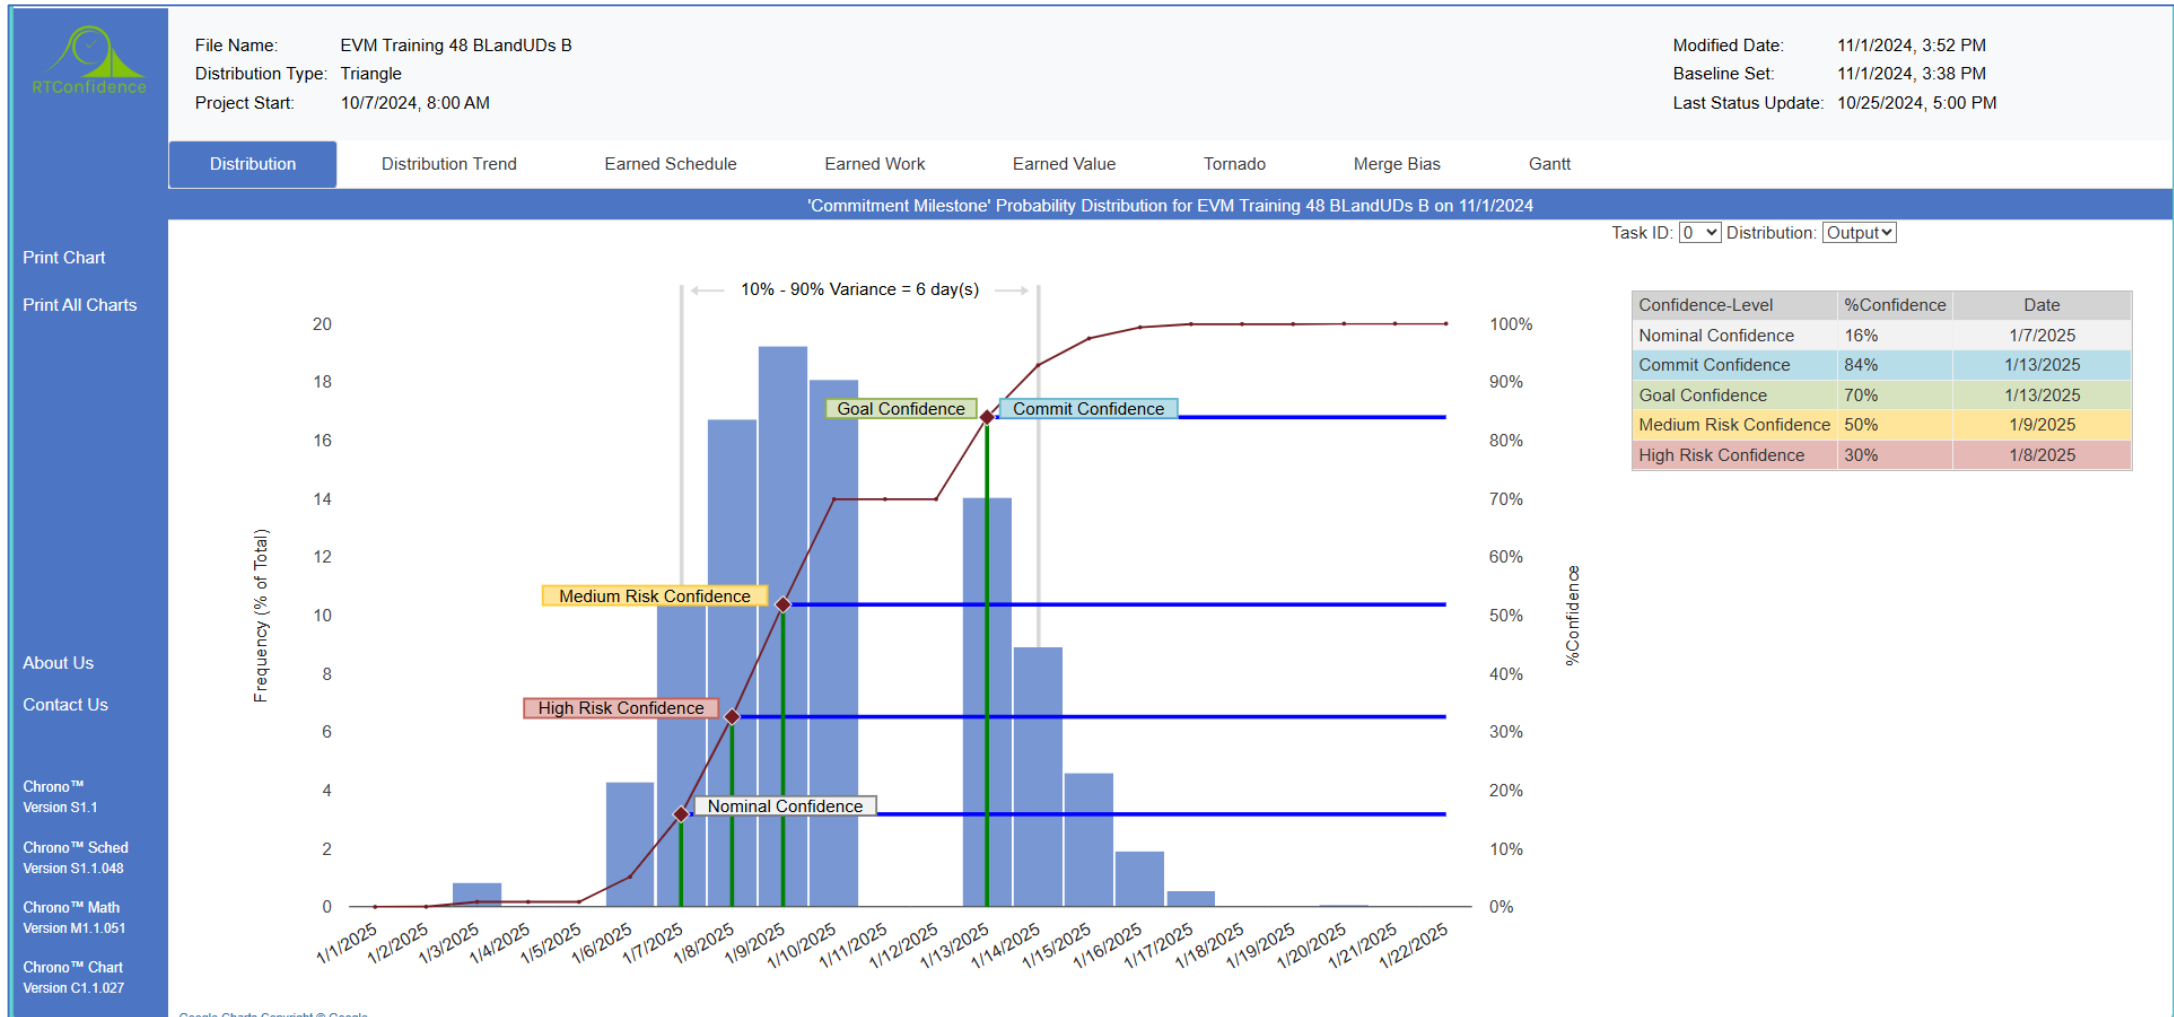 RTConfidence
File Name: EVM Training 48 BLandUDs B
Distribution Type: Triangle
Project Start: 10/7/2024, 8:00 AM
Modified Date: 11/1/2024, 3:52 PM
Baseline Set: 11/1/2024, 3:38 PM
Last Status Update: 10/25/2024, 5:00 PM
Distribution Distribution Trend Earned Schedule Earned Work Earned Value Tornado Merge Bias Gantt
'Commitment Milestone' Probability Distribution for EVM Training 48 BLandUDs B on 11/1/2024
Task ID: 0 Distribution: Output
Print Chart
Print All Charts
About Us
Contact Us
Chrono™
Version S1.1
Chrono™ Sched
Version S1.1.048
Chrono™ Math
Version M1.1.051
Chrono™ Chart
Version C1.1.027
10% - 90% Variance = 6 day(s)
Frequency (% of Total)
20
18
16
14
12
10
8
6
4
2
0
Goal Confidence
Commit Confidence
Medium Risk Confidence
High Risk Confidence
Nominal Confidence
100%
90%
80%
70%
60%
50%
40%
30%
20%
10%
0%
%Confidence
1/1/2025
1/2/2025
1/3/2025
1/4/2025
1/5/2025
1/6/2025
1/7/2025
1/8/2025
1/9/2025
1/10/2025
1/11/2025
1/12/2025
1/13/2025
1/14/2025
1/15/2025
1/16/2025
1/17/2025
1/18/2025
1/19/2025
1/20/2025
1/21/2025
1/22/2025
Confidence-Level %Confidence Date
Nominal Confidence 16% 1/7/2025
Commit Confidence 84% 1/13/2025
Goal Confidence 70% 1/13/2025
Medium Risk Confidence 50% 1/9/2025
High Risk Confidence 30% 1/8/2025
Google Charts Copyright © Google